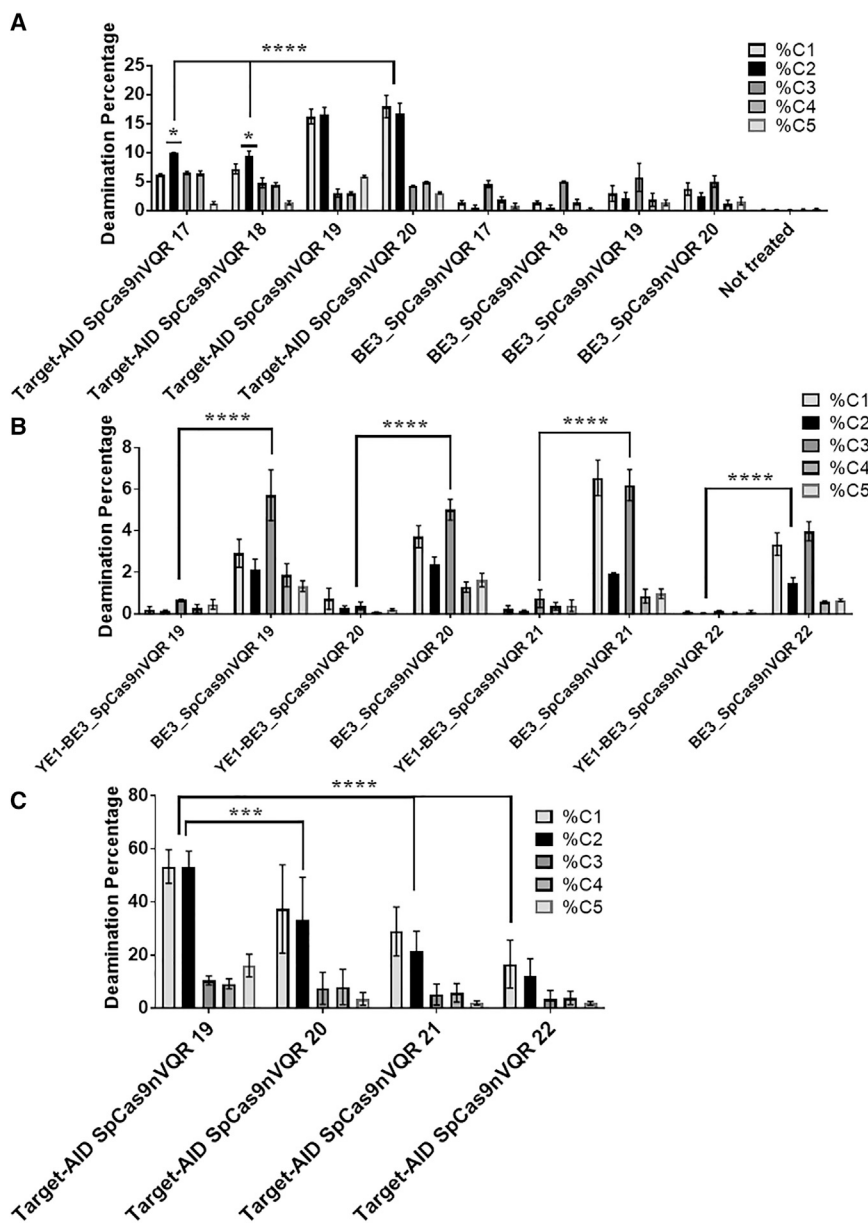 A
****
%C1
%C2
%C3
%C4
%C5
Deamination Percentage
25
20
15
10
5
0
*
*
Target-AID SpCas9nVQR 17
Target-AID SpCas9nVQR 18
Target-AID SpCas9nVQR 19
Target-AID SpCas9nVQR 20
BE3_SpCas9nVQR 17
BE3_SpCas9nVQR 18
BE3_SpCas9nVQR 19
BE3_SpCas9nVQR 20
Not treated
B
****
****
****
****
%C1
%C2
%C3
%C4
%C5
Deamination Percentage
8
6
4
2
0
YE1-BE3_SpCas9nVQR 19
BE3_SpCas9nVQR 19
YE1-BE3_SpCas9nVQR 20
BE3_SpCas9nVQR 20
YE1-BE3_SpCas9nVQR 21
BE3_SpCas9nVQR 21
YE1-BE3_SpCas9nVQR 22
BE3_SpCas9nVQR 22
C
****
***
%C1
%C2
%C3
%C4
%C5
Deamination Percentage
80
60
40
20
0
Target-AID SpCas9nVQR 19
Target-AID SpCas9nVQR 20
Target-AID SpCas9nVQR 21
Target-AID SpCas9nVQR 22